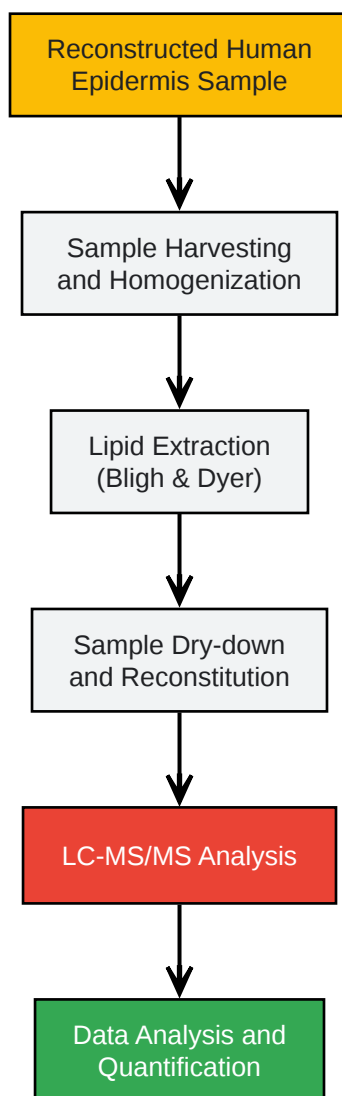 Reconstructed Human
Epidermis Sample
Sample Harvesting
and Homogenization
Lipid Extraction
(Bligh & Dyer)
Sample Dry-down
and Reconstitution
LC-MS/MS Analysis
Data Analysis and
Quantification